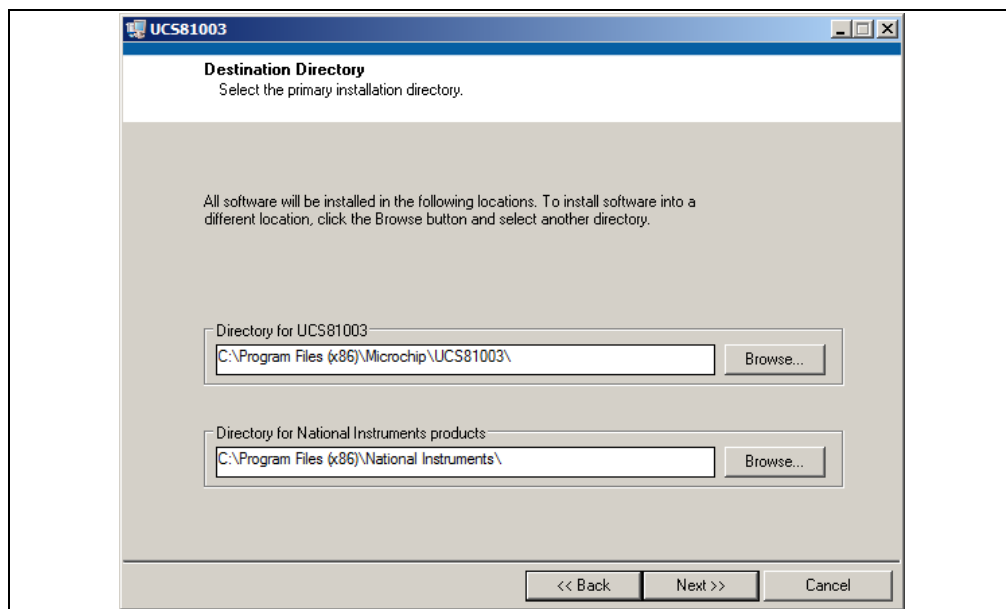 UCS81003
Destination Directory
Select the primary installation directory.
All software will be installed in the following locations. To install software into a
different location, click the Browse button and select another directory.
Directory for UCS81003
C:\Program Files (x86)\Microchip\UCS81003\
Browse...
Directory for National Instruments products
C:\Program Files (x86)\National Instruments\
Browse...
<< Back
Next >>
Cancel